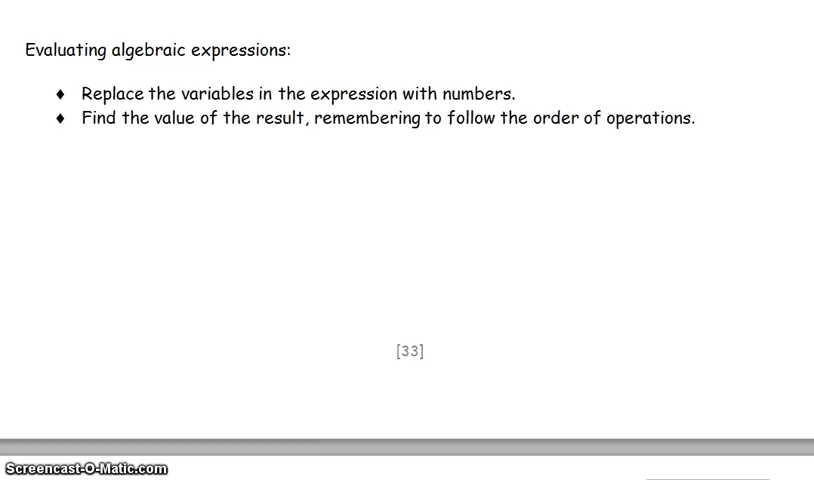 Evaluating algebraic expressions:
♦ Replace the variables in the expression with numbers.
♦ Find the value of the result, remembering to follow the order of operations.
[33]
Screencast-O-Matic.com